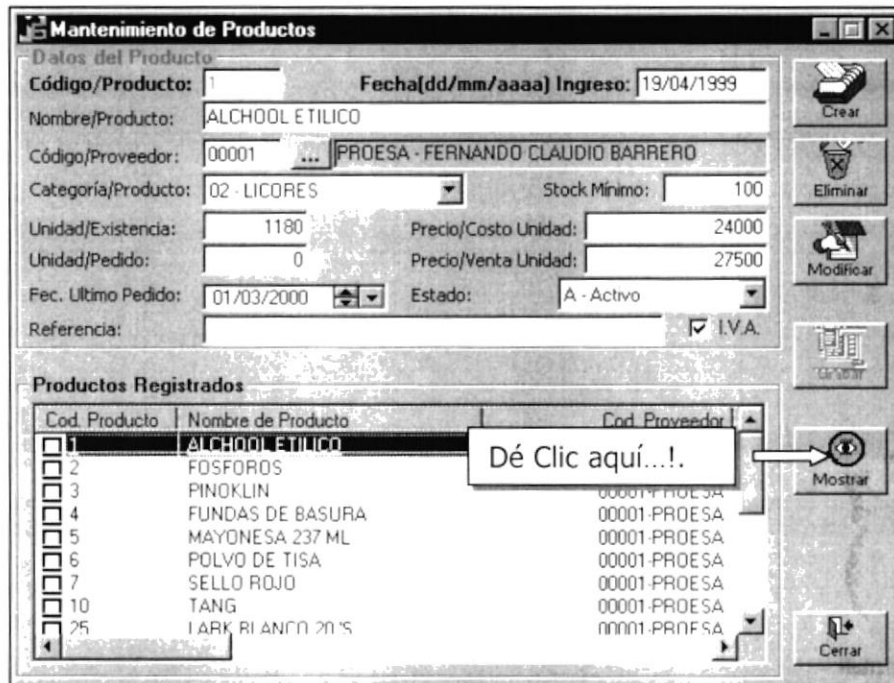 Mantenimiento de Productos
Datos del Producto
Código/Producto: 1 Fecha(dd/mm/aaaa) Ingreso: 19/04/1999
Crear
Nombre/Producto: ALCHOOL ETILICO
Código/Proveedor: 00001 ... PROESA - FERNANDO CLAUDIO BARRERO
Categoría/Producto: 02 - LICORES Stock Mínimo: 100
Eliminar
Unidad/Existencia: 1180 Precio/Costo Unidad: 24000
Unidad/Pedido: 0 Precio/Venta Unidad: 27500
Modificar
Fec. Ultimo Pedido: 01/03/2000 Estado: A - Activo
Referencia: I.V.A.
Grabar
Productos Registrados
Cod. Producto Nombre de Producto Cod. Proveedor
1 ALCHOOL ETILICO
2 FOSFOROS
Dé Clic aquí...!.
Mostrar
3 PINOKLIN 00001-PROESA
4 FUNDAS DE BASURA 00001-PROESA
5 MAYONESA 237 ML 00001-PROESA
6 POLVO DE TISA 00001-PROESA
7 SELLO ROJO 00001-PROESA
10 TANG 00001-PROESA
25 LARK BLANCO 20 'S 00001-PROESA
Cerrar